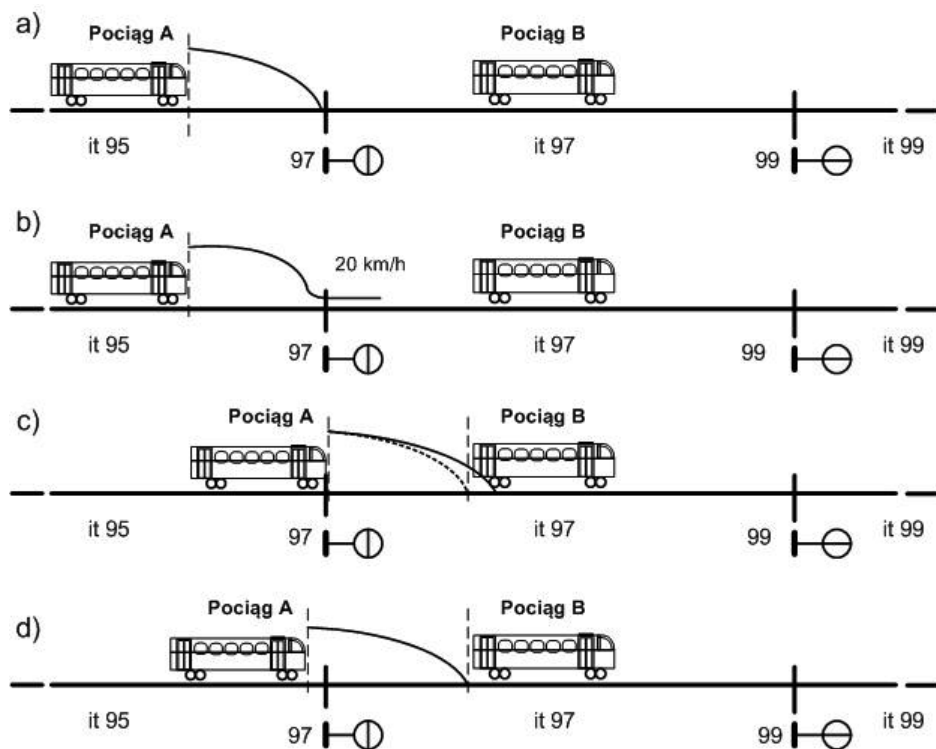 a)
Pociąg A
Pociąg B
it 95
97
it 97
99
it 99
b)
Pociąg A
Pociąg B
20 km/h
it 95
97
it 97
99
it 99
c)
Pociąg A
Pociąg B
it 95
97
it 97
99
it 99
d)
Pociąg A
Pociąg B
it 95
97
it 97
99
it 99